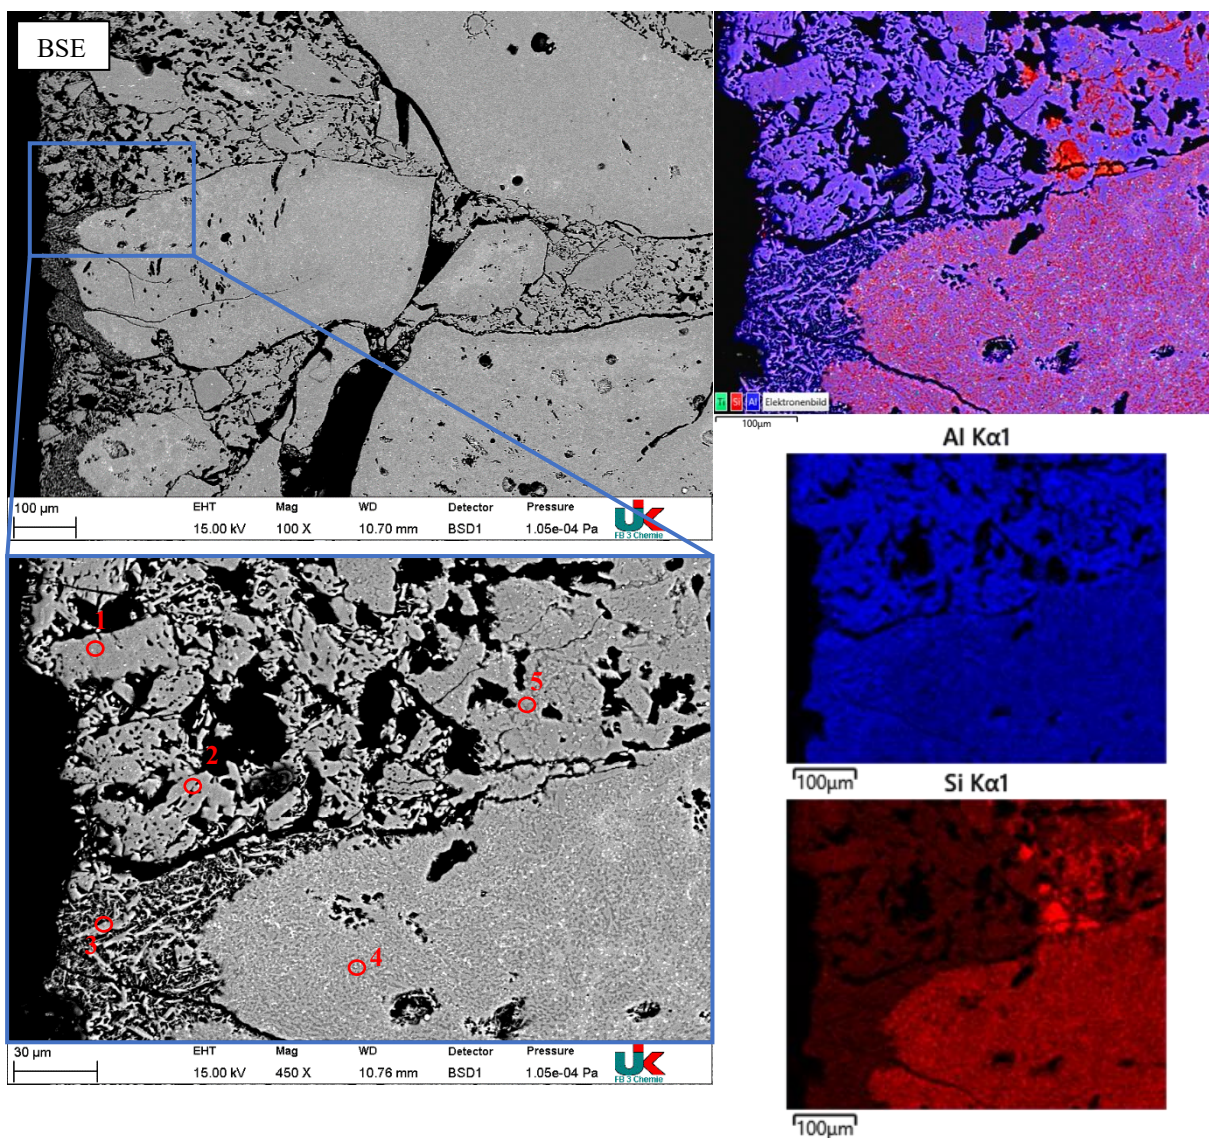 BSE
100 µm
EHT
15.00 kV
Mag
100 X
WD
10.70 mm
Detector
BSD1
Pressure
1.05e-04 Pa
UK
FB 3 Chemie
1
2
3
4
5
30 µm
EHT
15.00 kV
Mag
450 X
WD
10.76 mm
Detector
BSD1
Pressure
1.05e-04 Pa
UK
FB 3 Chemie
Ti Si Al Elektronenbild
100µm
Al Kα1
100µm
Si Kα1
100µm